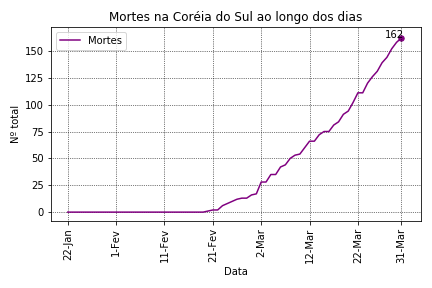 Mortes na Coréia do Sul ao longo dos dias
Mortes
162
Nº total
150
125
100
75
50
25
0
22-Jan
1-Fev
11-Fev
21-Fev
2-Mar
12-Mar
22-Mar
31-Mar
Data